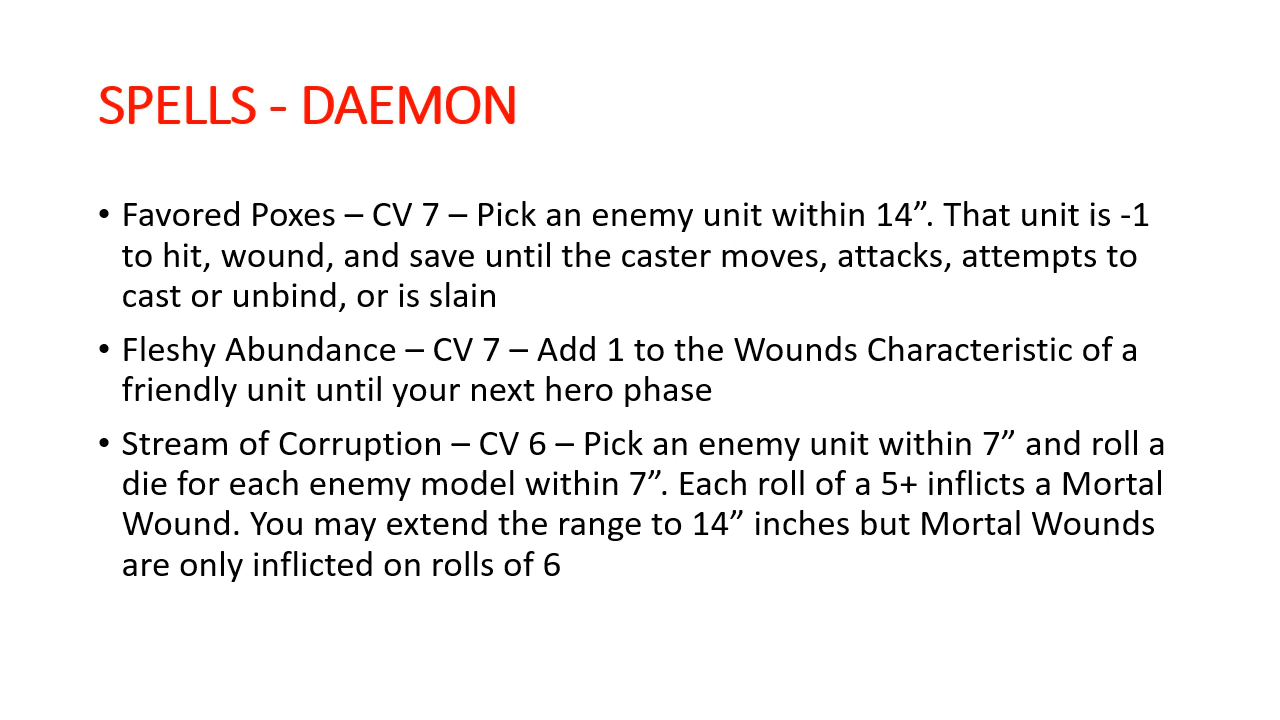 SPELLS - DAEMON
• Favored Poxes – CV 7 – Pick an enemy unit within 14”. That unit is -1
to hit, wound, and save until the caster moves, attacks, attempts to
cast or unbind, or is slain
• Fleshy Abundance – CV 7 – Add 1 to the Wounds Characteristic of a
friendly unit until your next hero phase
• Stream of Corruption – CV 6 – Pick an enemy unit within 7” and roll a
die for each enemy model within 7”. Each roll of a 5+ inflicts a Mortal
Wound. You may extend the range to 14” inches but Mortal Wounds
are only inflicted on rolls of 6